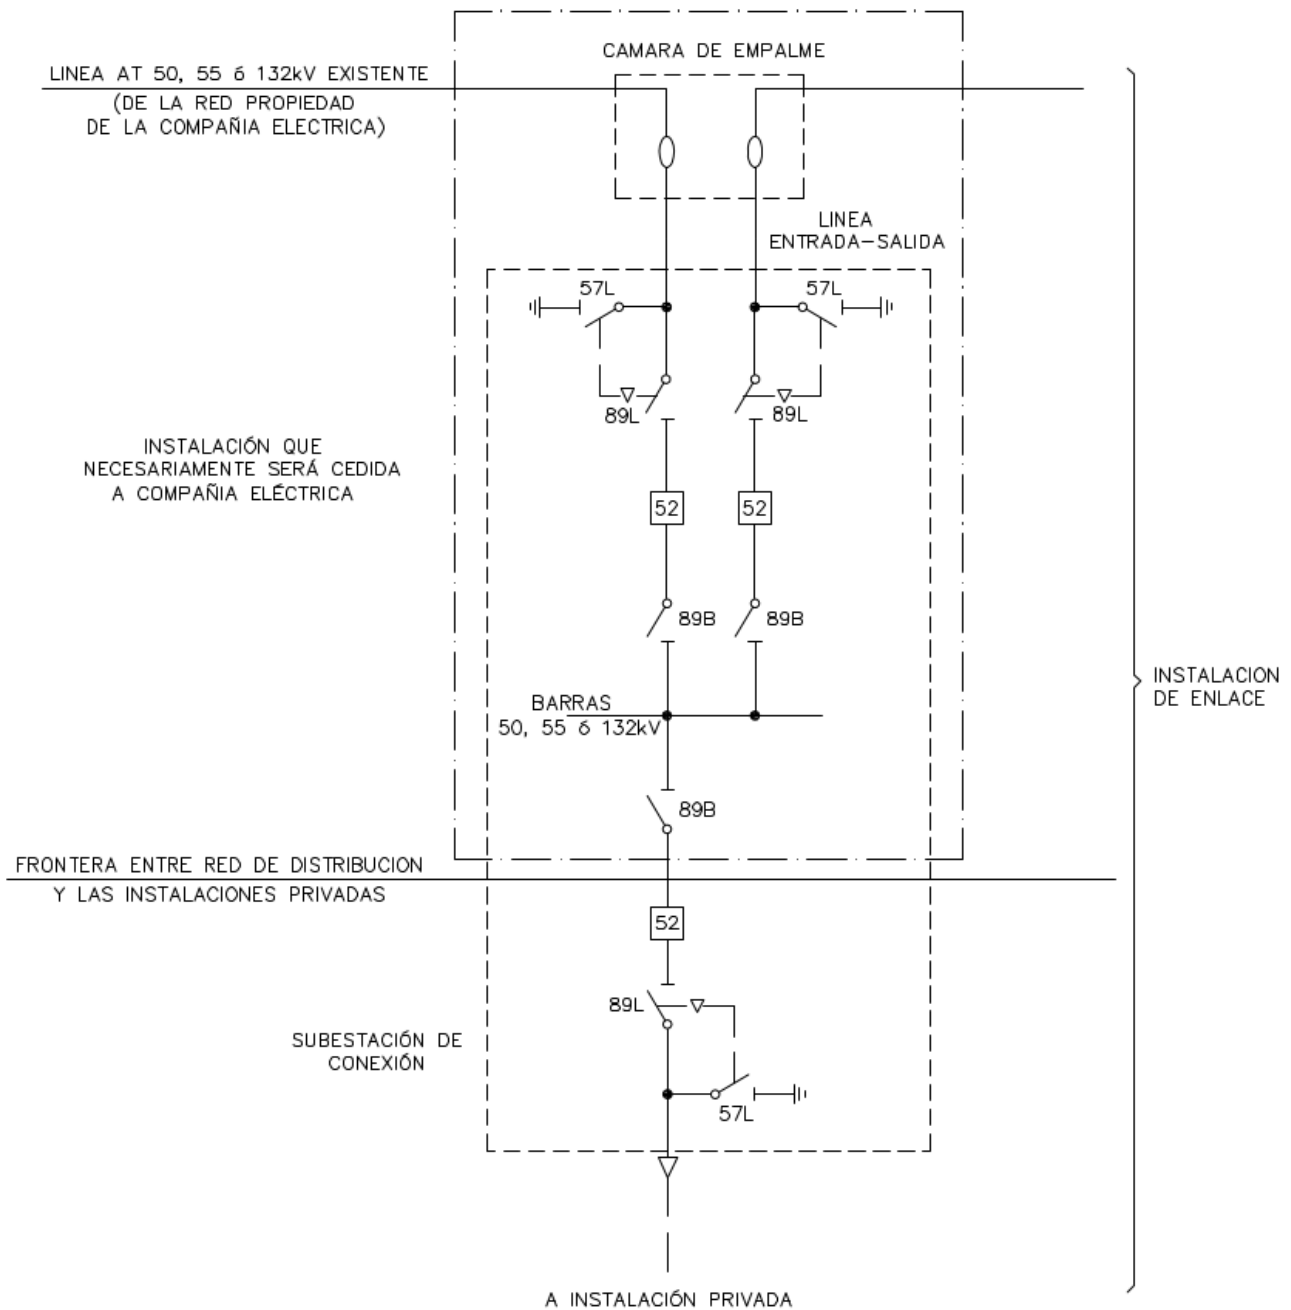 CAMARA DE EMPALME
LINEA AT 50, 55 ó 132kV EXISTENTE
(DE LA RED PROPIEDAD
DE LA COMPAÑIA ELECTRICA)
LINEA
ENTRADA-SALIDA
57L
57L
89L
89L
INSTALACIÓN QUE
NECESARIAMENTE SERÁ CEDIDA
A COMPAÑIA ELÉCTRICA
52
52
89B
89B
INSTALACION
DE ENLACE
BARRAS
50, 55 ó 132kV
89B
FRONTERA ENTRE RED DE DISTRIBUCION
Y LAS INSTALACIONES PRIVADAS
52
89L
SUBESTACIÓN DE
CONEXIÓN
57L
A INSTALACIÓN PRIVADA